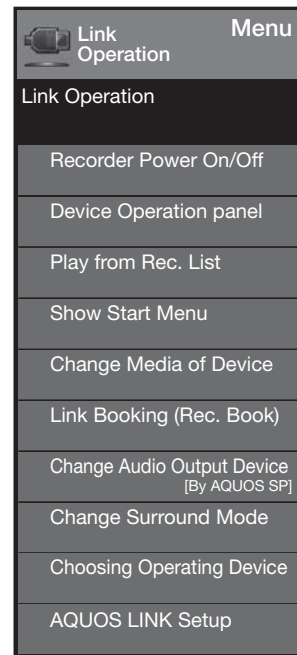 Link
Operation
Menu
Link Operation
Recorder Power On/Off
Device Operation panel
Play from Rec. List
Show Start Menu
Change Media of Device
Link Booking (Rec. Book)
Change Audio Output Device
[By AQUOS SP]
Change Surround Mode
Choosing Operating Device
AQUOS LINK Setup